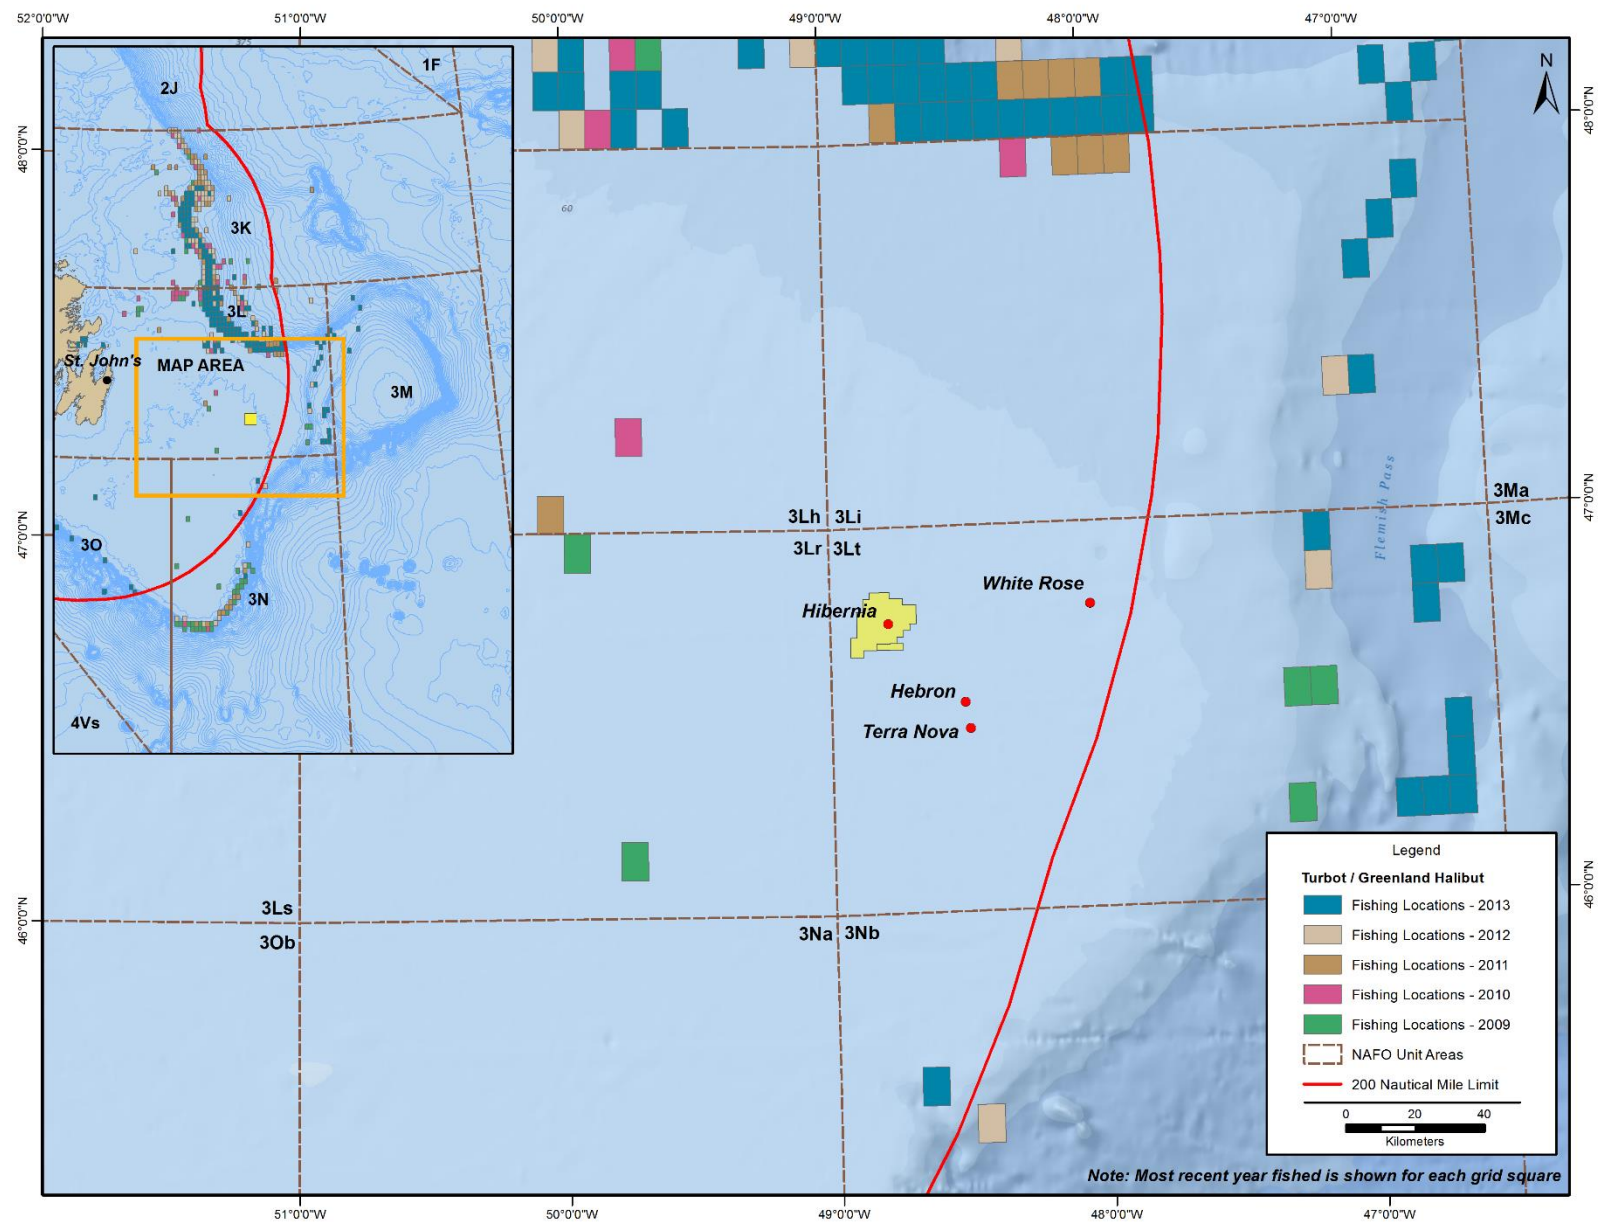 52°0'0"W
51°0'0"W
50°0'0"W
49°0'0"W
48°0'0"W
47°0'0"W
375
1F
2J
3K
3L
St. John's
MAP AREA
3M
3O
3N
4Vs
48°0'0"N
47°0'0"N
46°0'0"N
N
48°0'0"N
47°0'0"N
46°0'0"N
60
Flemish Pass
3Lh
3Li
3Lr
3Lt
3Ma
3Mc
White Rose
Hibernia
Hebron
Terra Nova
3Ls
3Ob
3Na
3Nb
Legend
Turbot / Greenland Halibut
Fishing Locations - 2013
Fishing Locations - 2012
Fishing Locations - 2011
Fishing Locations - 2010
Fishing Locations - 2009
NAFO Unit Areas
200 Nautical Mile Limit
0 20 40
Kilometers
Note: Most recent year fished is shown for each grid square
51°0'0"W
50°0'0"W
49°0'0"W
48°0'0"W
47°0'0"W